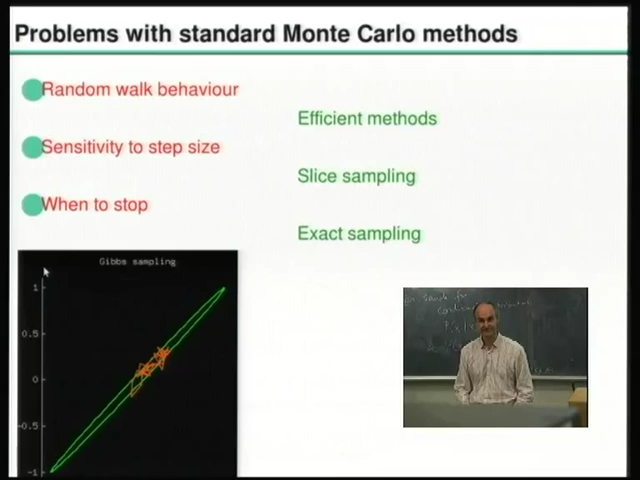 Problems with standard Monte Carlo methods
Random walk behaviour
Efficient methods
Sensitivity to step size
Slice sampling
When to stop
Exact sampling
Gibbs sampling
1
0.5
0
-0.5
-1